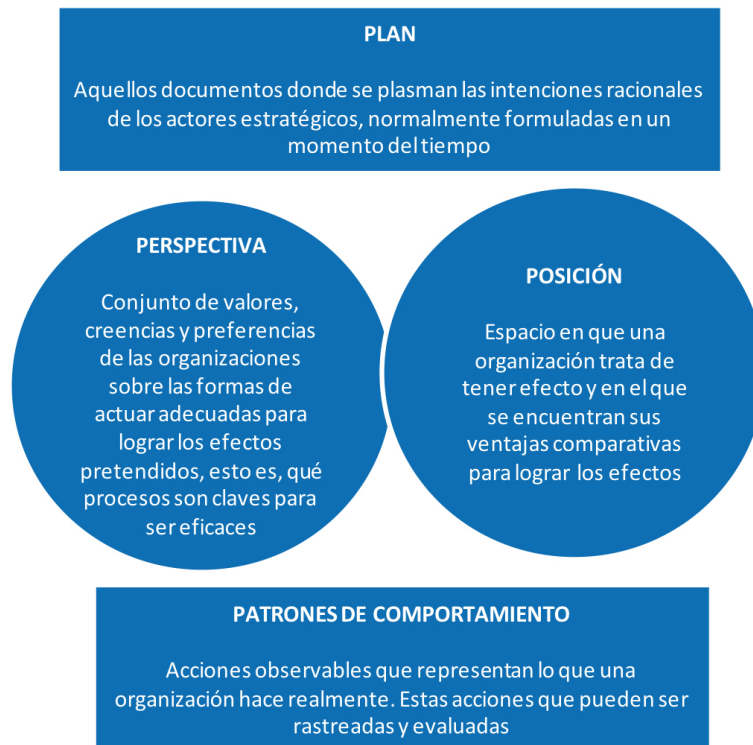 PLAN
Aquellos documentos donde se plasman las intenciones racionales
de los actores estratégicos, normalmente formuladas en un
momento del tiempo
PERSPECTIVA
Conjunto de valores,
creencias y preferencias
de las organizaciones
sobre las formas de
actuar adecuadas para
lograr los efectos
pretendidos, esto es, qué
procesos son claves para
ser eficaces
POSICIÓN
Espacio en que una
organización trata de
tener efecto y en el que
se encuentran sus
ventajas comparativas
para lograr los efectos
PATRONES DE COMPORTAMIENTO
Acciones observables que representan lo que una
organización hace realmente. Estas acciones que pueden ser
rastreadas y evaluadas